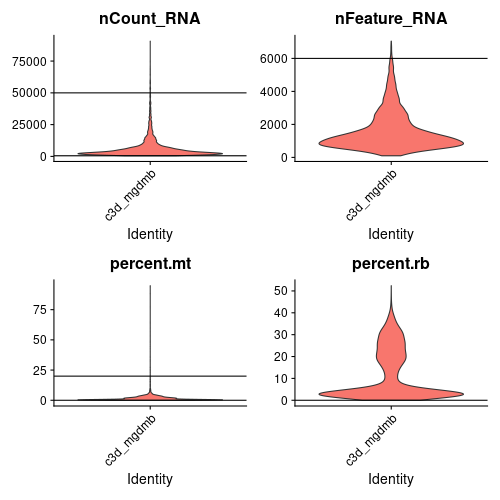 nCount_RNA
75000
50000
25000
0
c3d_mgdmb
Identity
nFeature_RNA
6000
4000
2000
0
c3d_mgdmb
Identity
percent.mt
75
50
25
0
c3d_mgdmb
Identity
percent.rb
50
40
30
20
10
0
c3d_mgdmb
Identity